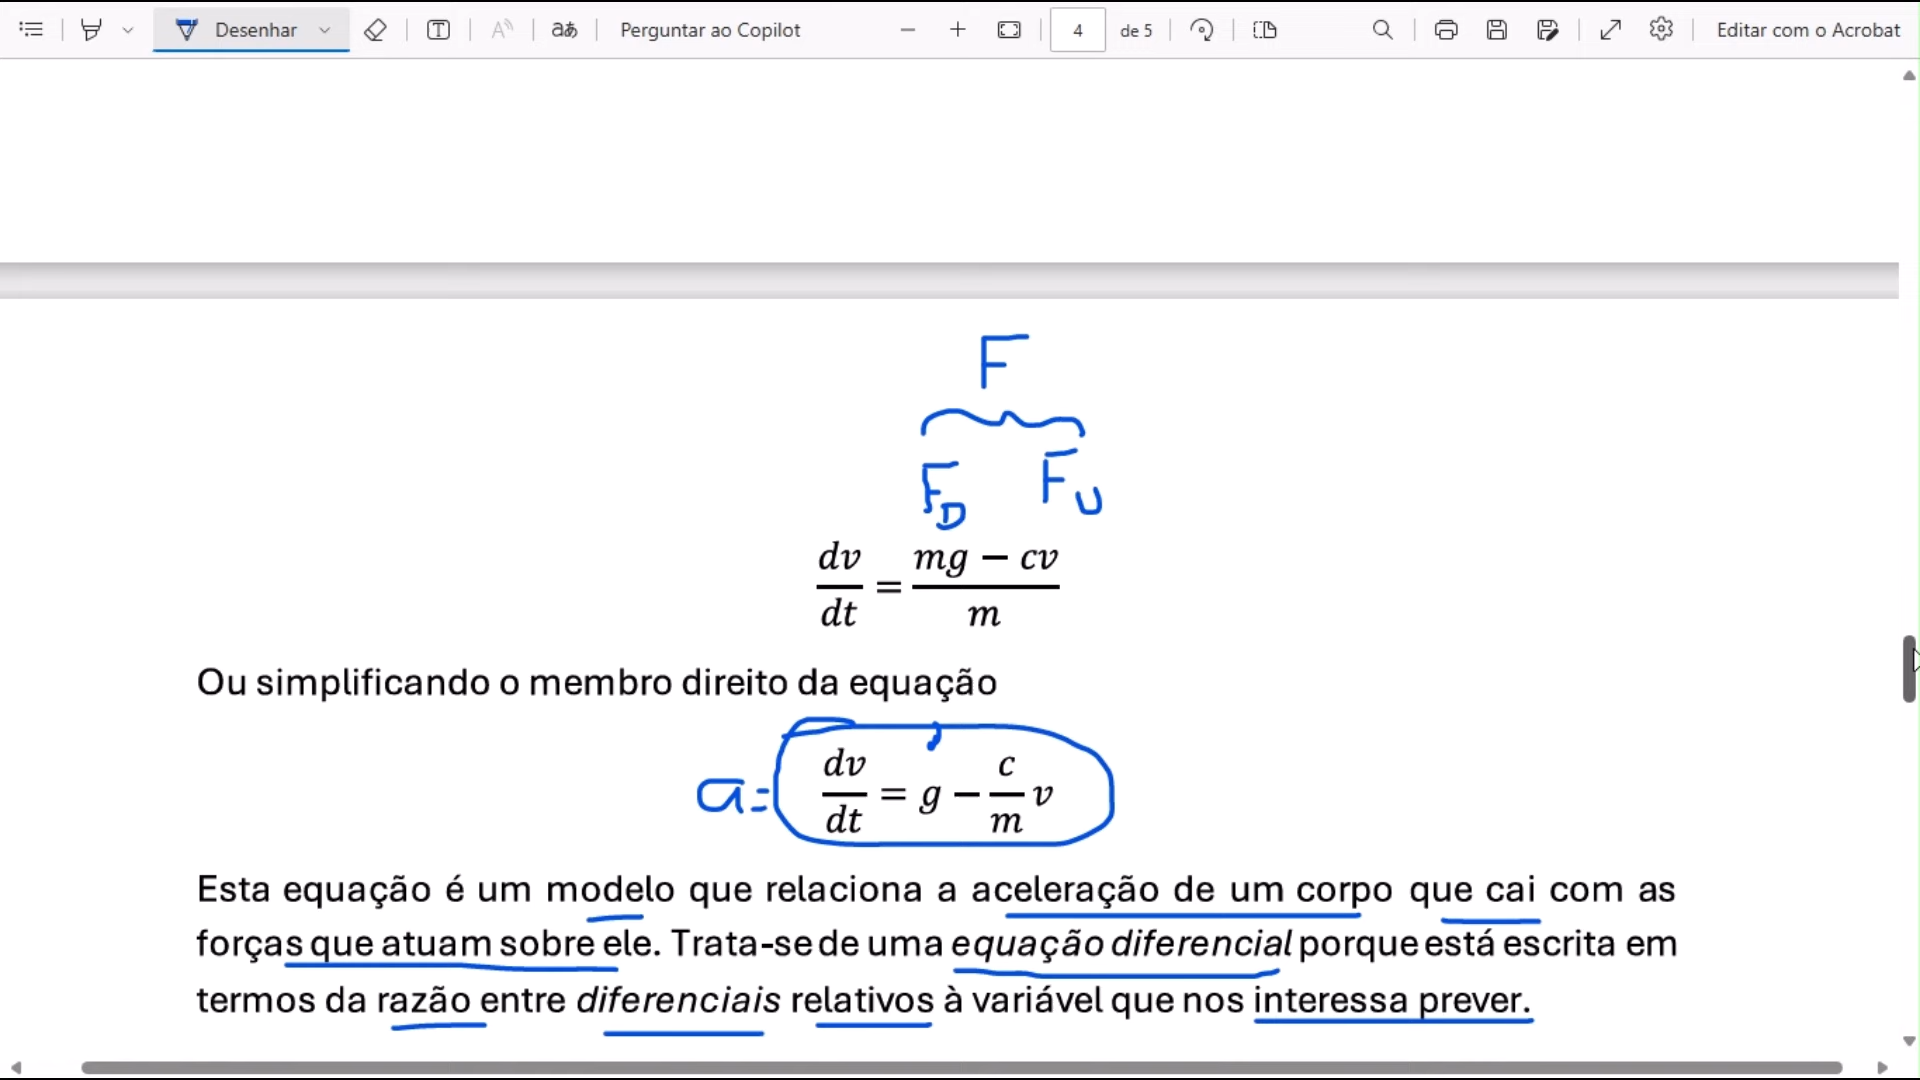 Desenhar
Perguntar ao Copilot
4 de 5
Editar com o Acrobat
F
F_D F_U
dv/dt = (mg − cv)/m
Ou simplificando o membro direito da equação
a = dv/dt = g − c/m v
Esta equação é um modelo que relaciona a aceleração de um corpo que cai com as
forças que atuam sobre ele. Trata-se de uma equação diferencial porque está escrita em
termos da razão entre diferenciais relativos à variável que nos interessa prever.